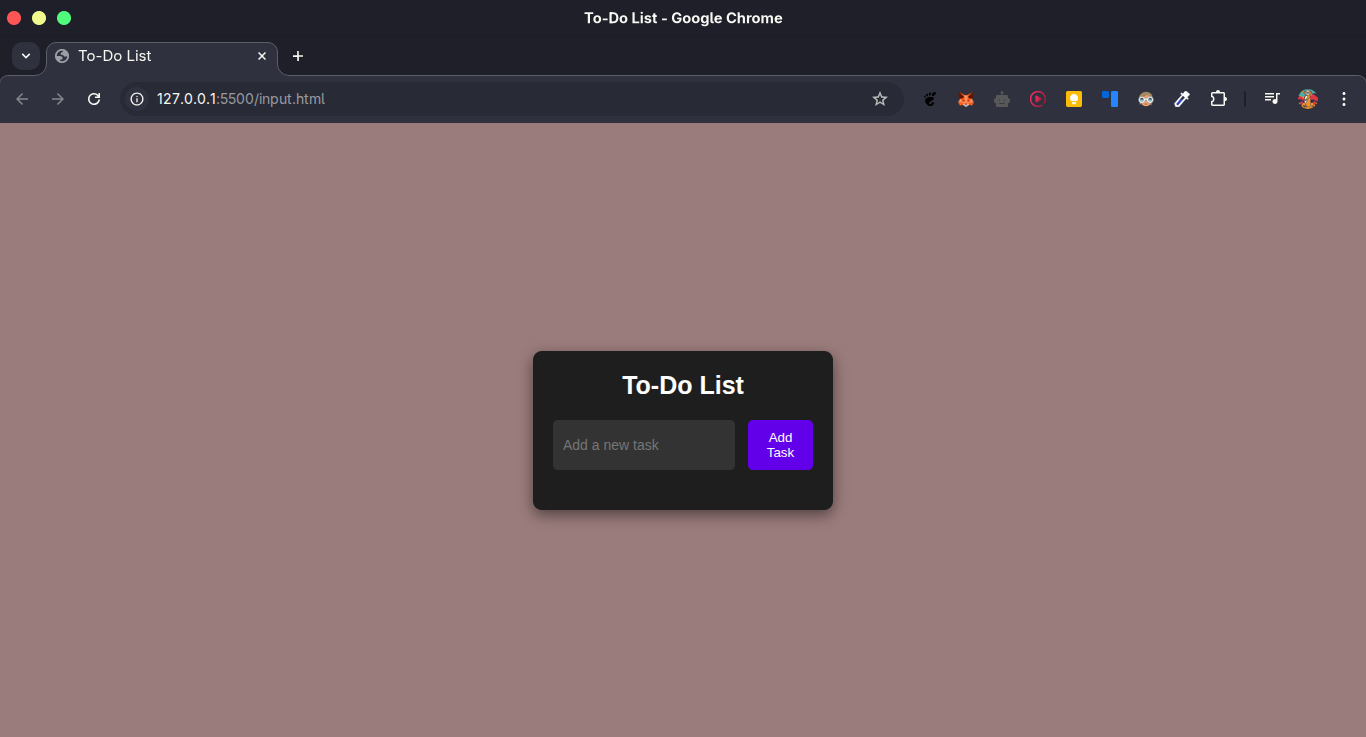 To-Do List - Google Chrome
To-Do List
127.0.0.1:5500/input.html
To-Do List
Add a new task
Add
Task